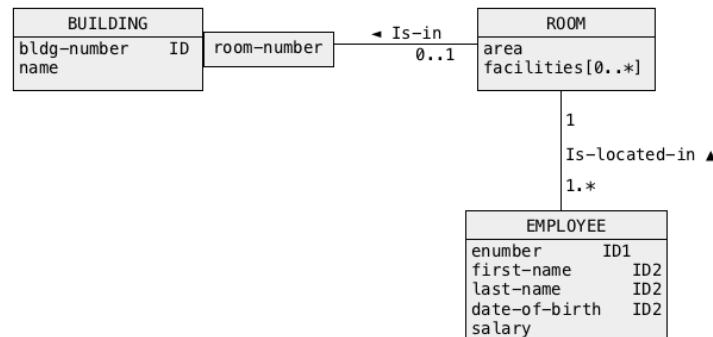 BUILDING
bldg-number ID
name
room-number
◄ Is-in
0..1
ROOM
area
facilities[0..*]
1
Is-located-in ▲
1.*
EMPLOYEE
enumber ID1
first-name ID2
last-name ID2
date-of-birth ID2
salary